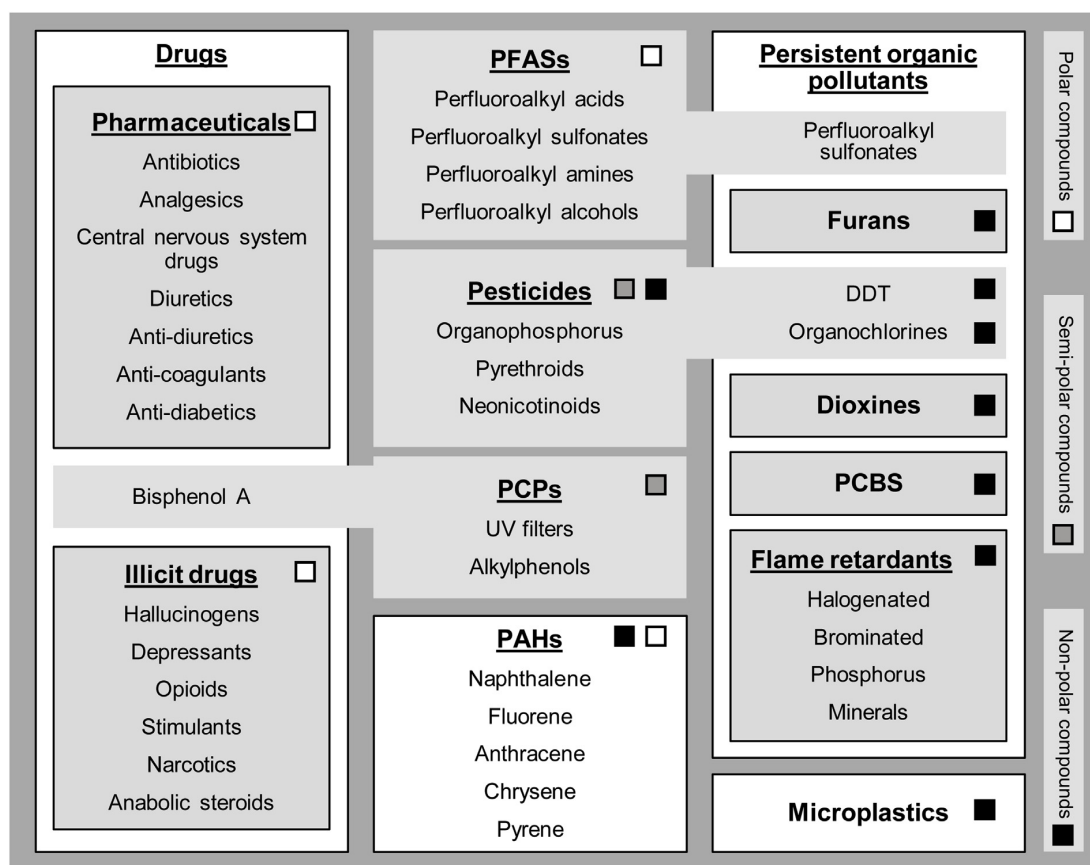 Drugs
Pharmaceuticals
Antibiotics
Analgesics
Central nervous system
drugs
Diuretics
Anti-diuretics
Anti-coagulants
Anti-diabetics
Bisphenol A
Illicit drugs
Hallucinogens
Depressants
Opioids
Stimulants
Narcotics
Anabolic steroids
PFASs
Perfluoroalkyl acids
Perfluoroalkyl sulfonates
Perfluoroalkyl amines
Perfluoroalkyl alcohols
Pesticides
Organophosphorus
Pyrethroids
Neonicotinoids
PCPs
UV filters
Alkylphenols
PAHs
Naphthalene
Fluorene
Anthracene
Chrysene
Pyrene
Persistent organic
pollutants
Perfluoroalkyl
sulfonates
Furans
DDT
Organochlorines
Dioxines
PCBS
Flame retardants
Halogenated
Brominated
Phosphorus
Minerals
Microplastics
Polar compounds
Semi-polar compounds
Non-polar compounds